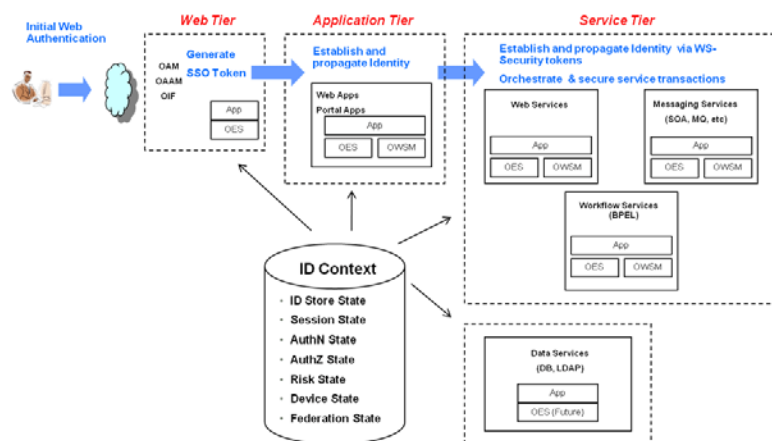 Initial Web
Authentication
Web Tier
OAM
OAAM
OIF
Generate
SSO Token
App
OES
Application Tier
Establish and
propagate Identity
Web Apps
Portal Apps
App
OES
OWSM
Service Tier
Establish and propagate Identity via WS-
Security tokens
Orchestrate & secure service transactions
Web Services
App
OES
OWSM
Messaging Services
(SOA, MQ, etc)
App
OES
OWSM
Workflow Services
(BPEL)
App
OES
OWSM
ID Context
• ID Store State
• Session State
• AuthN State
• AuthZ State
• Risk State
• Device State
• Federation State
Data Services
(DB, LDAP)
App
OES (Future)